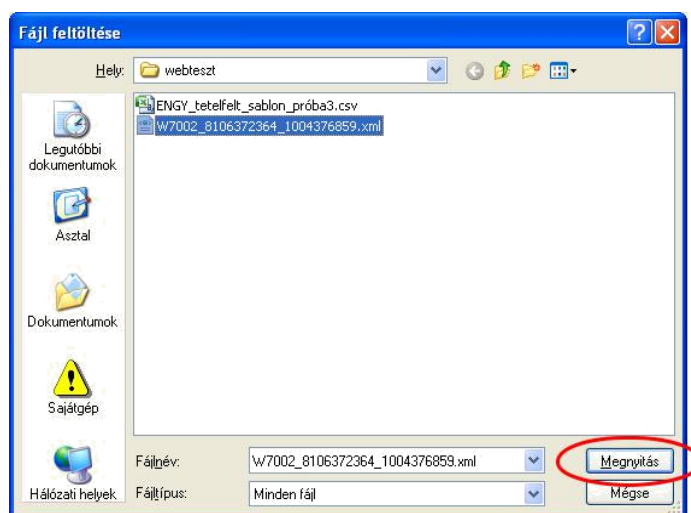 Fájl feltöltése
Hely: webteszt
ENGY_tetelfelt_sablon_próba3.csv
W7002_8106372364_1004376859.xml
Legutóbbi
dokumentumok
Asztal
Dokumentumok
Sajátgép
Hálózati helyek
Fájlnév: W7002_8106372364_1004376859.xml Megnyitás
Fájltípus: Minden fájl Mégse